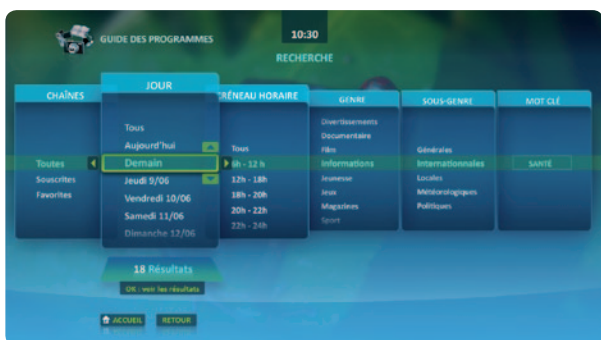 GUIDE DES PROGRAMMES
10:30
RECHERCHE
CHAÎNES
Toutes
Souscrites
Favorites
JOUR
Tous
Aujourd'hui
Demain
Jeudi 9/06
Vendredi 10/06
Samedi 11/06
Dimanche 12/06
CRÉNEAU HORAIRE
Tous
6h - 12 h
12h - 18h
18h - 20h
20h - 22h
22h - 24h
GENRE
Divertissements
Documentaire
Film
Informations
Jeunesse
Jeux
Magazines
Sport
SOUS-GENRE
Générales
Internationnales
Locales
Météorologiques
Politiques
MOT CLÉ
SANTÉ
18 Résultats
OK : voir les résultats
ACCUEIL
RETOUR